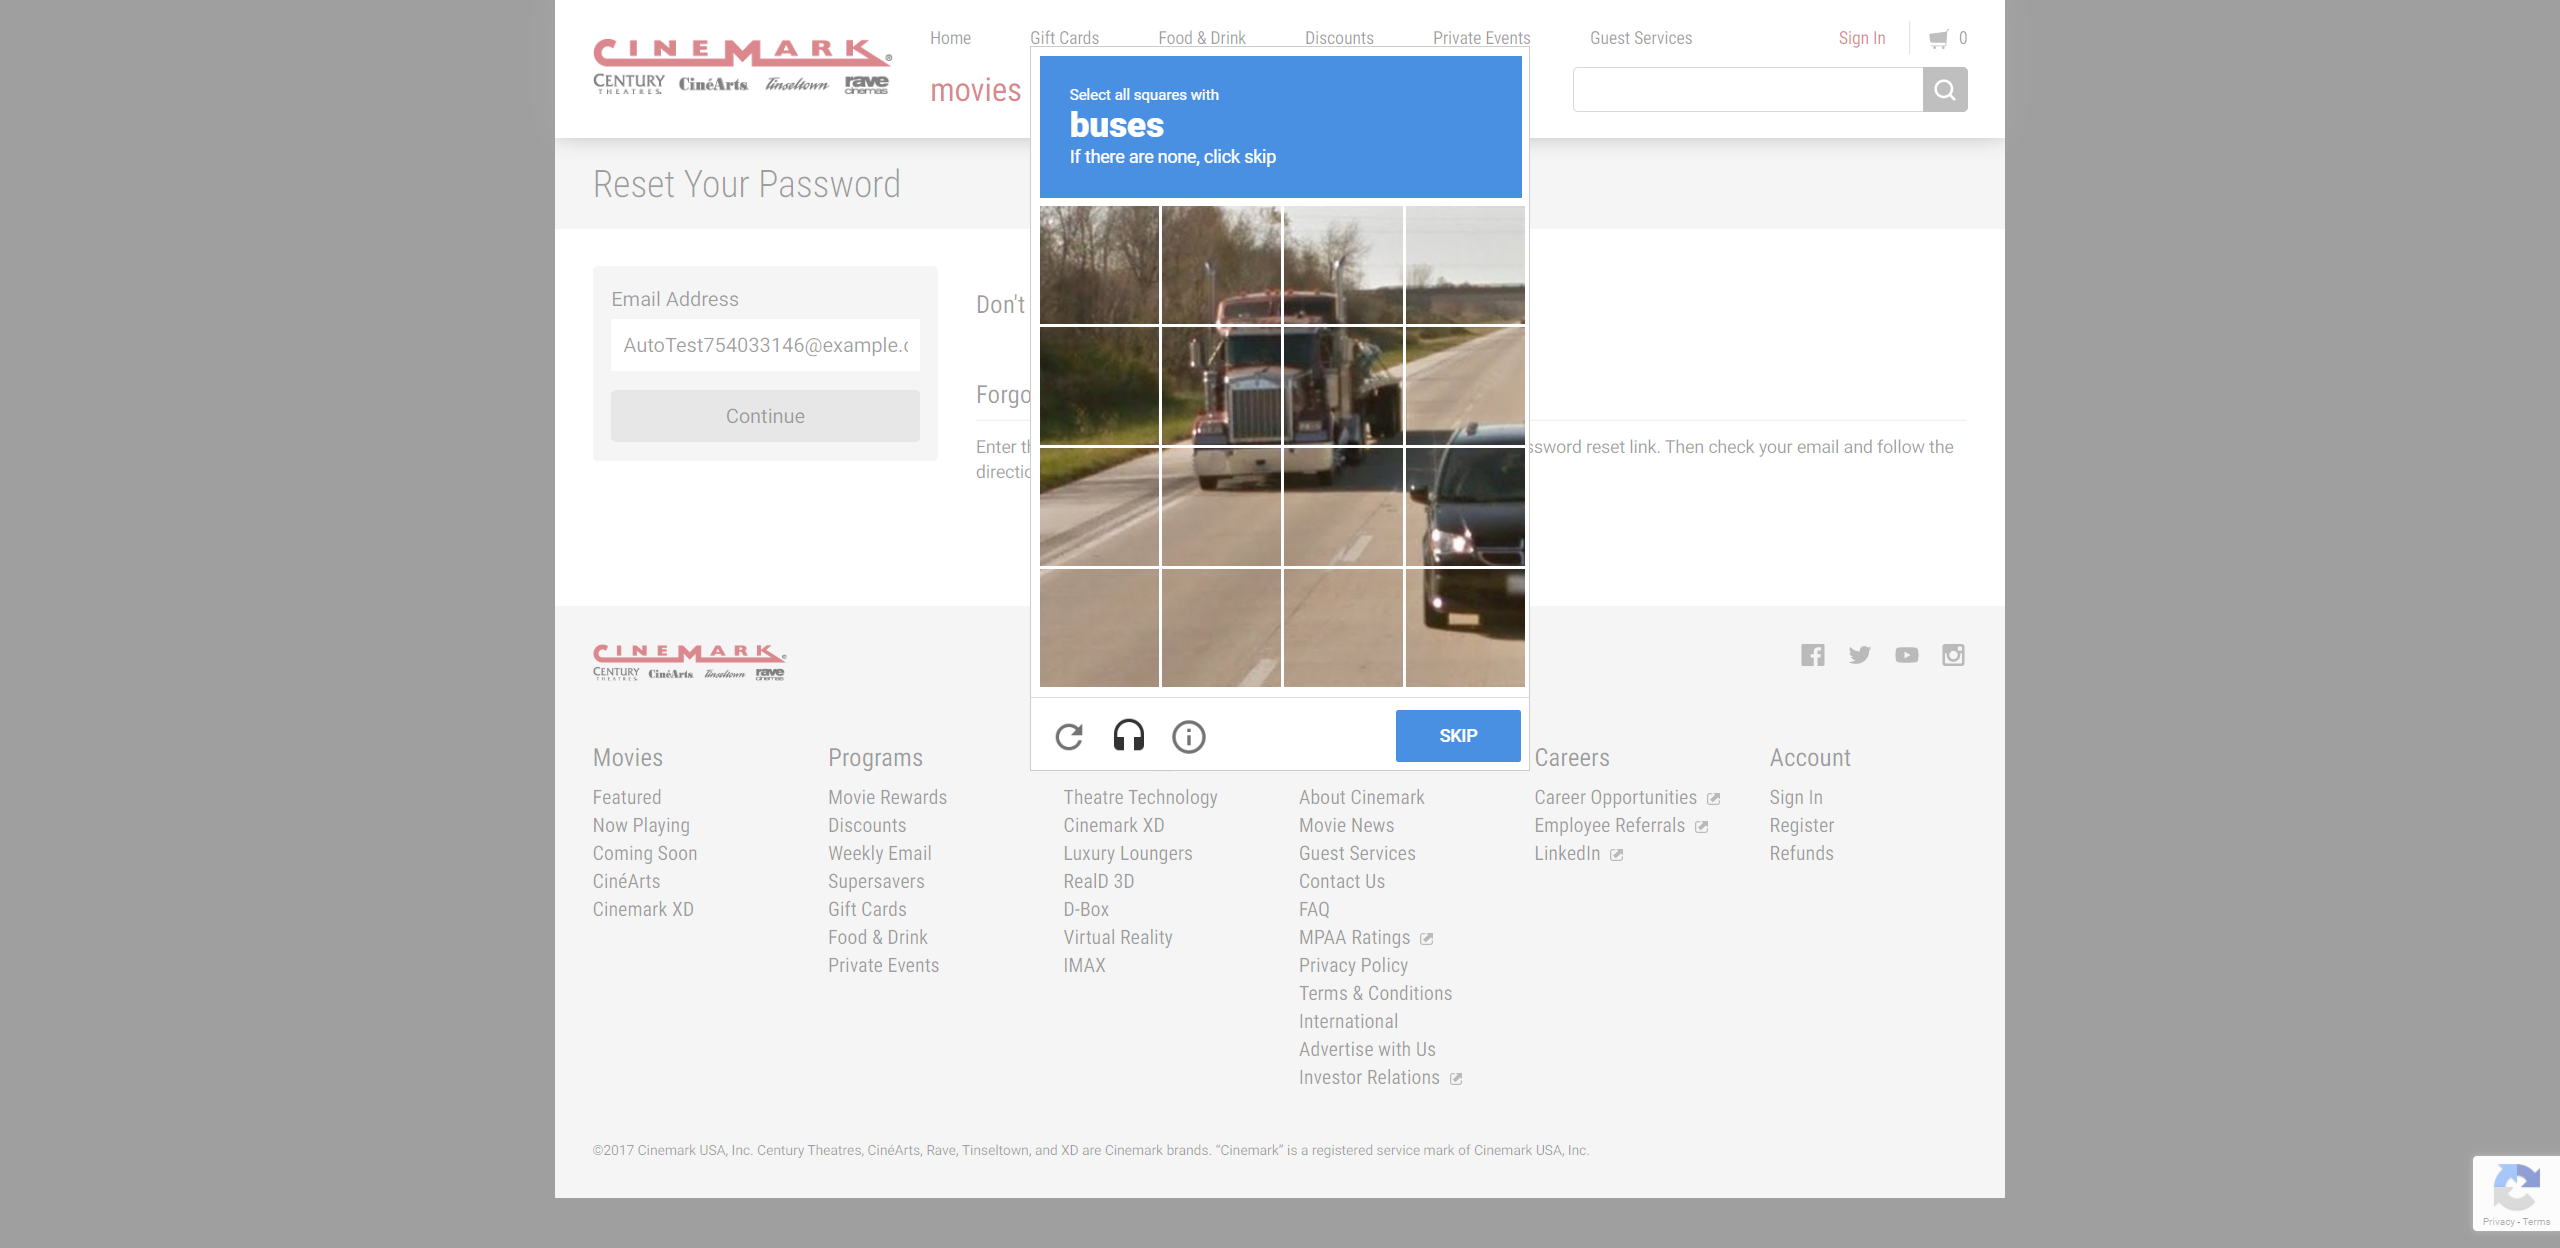 CINEMARK®
CENTURY THEATRES. CinéArts Tinseltown rave cinemas
Home
Gift Cards
Food & Drink
Discounts
Private Events
Guest Services
Sign In
0
movies
Select all squares with
buses
If there are none, click skip
Reset Your Password
Email Address
AutoTest754033146@example.c
Continue
Don't
Forgo
Enter th
ssword reset link. Then check your email and follow the
directio
SKIP
CINEMARK®
CENTURY THEATRES. CinéArts Tinseltown rave cinemas
Movies
Featured
Now Playing
Coming Soon
CinéArts
Cinemark XD
Programs
Movie Rewards
Discounts
Weekly Email
Supersavers
Gift Cards
Food & Drink
Private Events
Theatre Technology
Cinemark XD
Luxury Loungers
RealD 3D
D-Box
Virtual Reality
IMAX
About Cinemark
Movie News
Guest Services
Contact Us
FAQ
MPAA Ratings
Privacy Policy
Terms & Conditions
International
Advertise with Us
Investor Relations
Careers
Career Opportunities
Employee Referrals
LinkedIn
Account
Sign In
Register
Refunds
©2017 Cinemark USA, Inc. Century Theatres, CinéArts, Rave, Tinseltown, and XD are Cinemark brands. “Cinemark” is a registered service mark of Cinemark USA, Inc.
Privacy - Terms